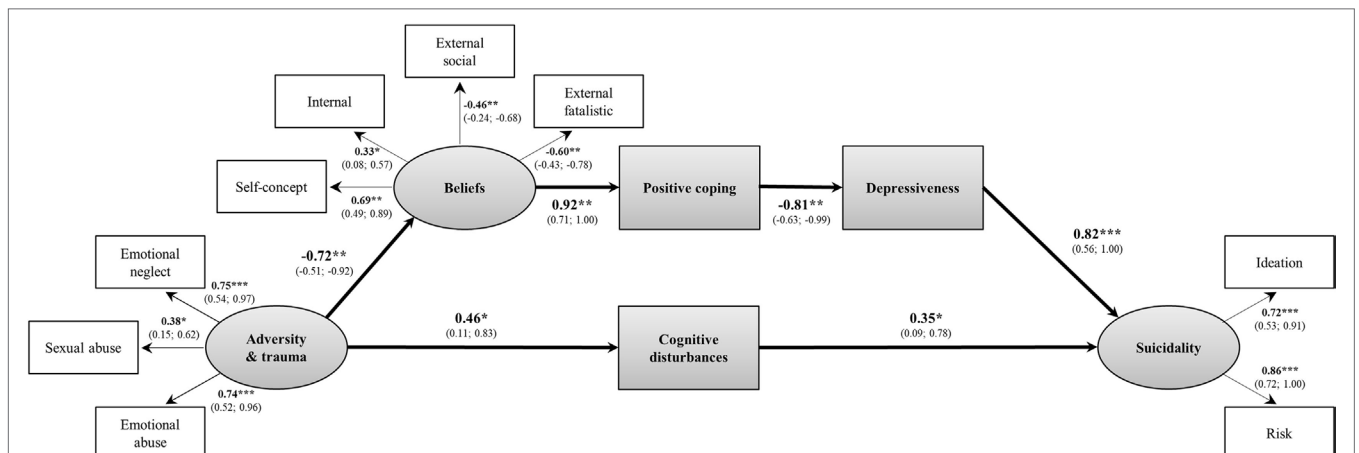 External
social
Internal
External
fatalistic
-0.46**
(-0.24; -0.68)
0.33*
(0.08; 0.57)
-0.60**
(-0.43; -0.78)
Self-concept
Beliefs
Positive coping
Depressiveness
0.69**
(0.49; 0.89)
0.92**
(0.71; 1.00)
-0.81**
(-0.63; -0.99)
Emotional
neglect
-0.72**
(-0.51; -0.92)
0.82***
(0.56; 1.00)
Ideation
0.75***
(0.54; 0.97)
0.38*
(0.15; 0.62)
Sexual abuse
Adversity
& trauma
0.46*
(0.11; 0.83)
Cognitive
disturbances
0.35*
(0.09; 0.78)
Suicidality
0.72***
(0.53; 0.91)
0.74***
(0.52; 0.96)
0.86***
(0.72; 1.00)
Emotional
abuse
Risk